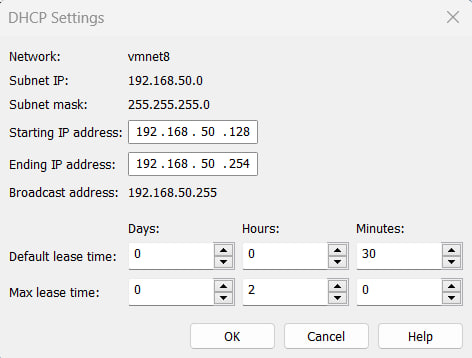 DHCP Settings
Network: vmnet8
Subnet IP: 192.168.50.0
Subnet mask: 255.255.255.0
Starting IP address: 192 .168 . 50 .128
Ending IP address: 192 .168 . 50 .254
Broadcast address: 192.168.50.255
Days: Hours: Minutes:
Default lease time: 0 0 30
Max lease time: 0 2 0
OK Cancel Help